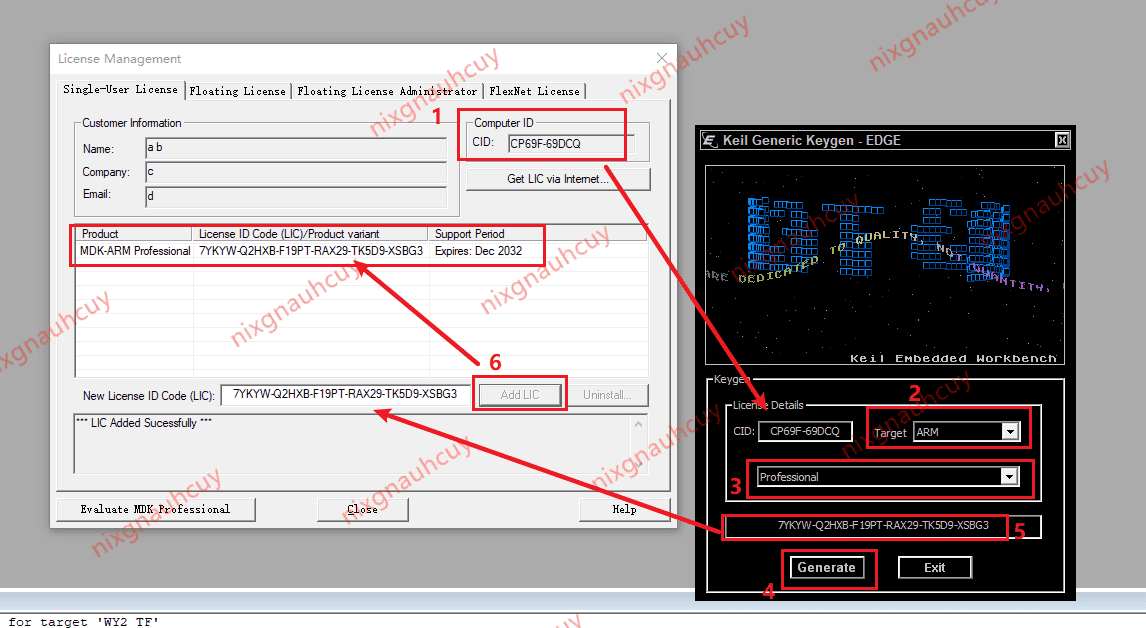 License Management
Single-User License
Floating License
Floating License Administrator
FlexNet License
1
Customer Information
Name:
a b
Company:
c
Email:
d
Computer ID
CID:
CP69F-69DCQ
Get LIC via Internet...
Product
License ID Code (LIC)/Product variant
Support Period
MDK-ARM Professional
7YKYW-Q2HXB-F19PT-RAX29-TK5D9-XSBG3
Expires: Dec 2032
6
New License ID Code (LIC):
7YKYW-Q2HXB-F19PT-RAX29-TK5D9-XSBG3
Add LIC
Uninstall...
*** LIC Added Sucessfully ***
Evaluate MDK Professional
Close
Help
Keil Generic Keygen - EDGE
EDGE
ARE DEDICATED TO QUALITY, NOT QUANTITY,
Keil Embedded Workbench
Keygen
License Details
2
CID:
CP69F-69DCQ
Target
ARM
3
Professional
7YKYW-Q2HXB-F19PT-RAX29-TK5D9-XSBG3
5
Generate
Exit
4
for target 'WY2 TF'
nixgnauhcuy
nixgnauhcuy
nixgnauhcuy
nixgnauhcuy
nixgnauhcuy
nixgnauhcuy
nixgnauhcuy
nixgnauhcuy
nixgnauhcuy
nixgnauhcuy
nixgnauhcuy
nixgnauhcuy